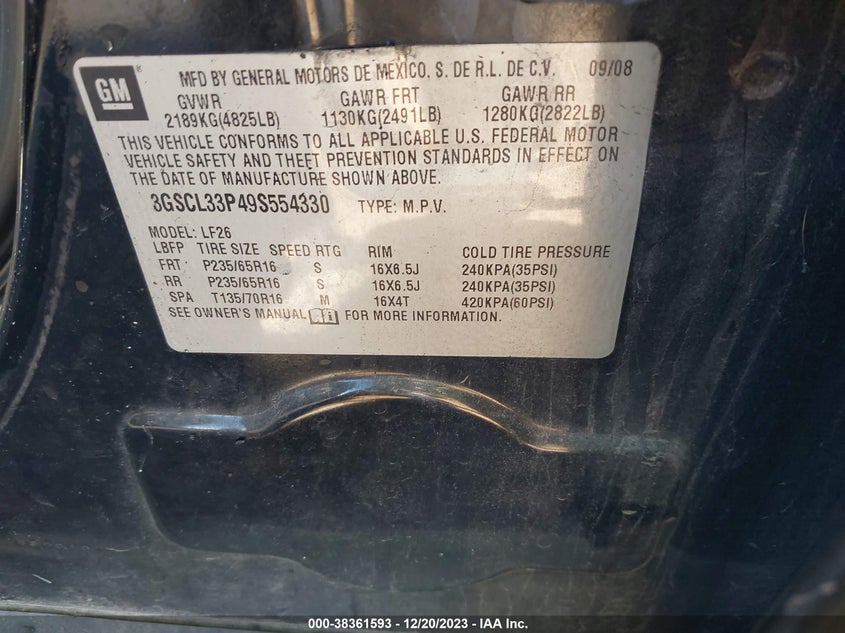 GM
®
MFD BY GENERAL MOTORS DE MEXICO. S. DE R.L. DE C.V. 09/08
GVWR GAWR FRT GAWR RR
2189KG(4825LB) 1130KG(2491LB) 1280KG(2822LB)
THIS VEHICLE CONFORMS TO ALL APPLICABLE U.S. FEDERAL MOTOR
VEHICLE SAFETY AND THEFT PREVENTION STANDARDS IN EFFECT ON
THE DATE OF MANUFACTURE SHOWN ABOVE.
3GSCL33P49S554330 TYPE: M.P.V.
MODEL: LF26
LBFP TIRE SIZE SPEED RTG RIM COLD TIRE PRESSURE
FRT P235/65R16 S 16X6.5J 240KPA(35PSI)
RR P235/65R16 S 16X6.5J 240KPA(35PSI)
SPA T135/70R16 M 16X4T 420KPA(60PSI)
SEE OWNER'S MANUAL FOR MORE INFORMATION.
000-38361593 - 12/20/2023 - IAA Inc.